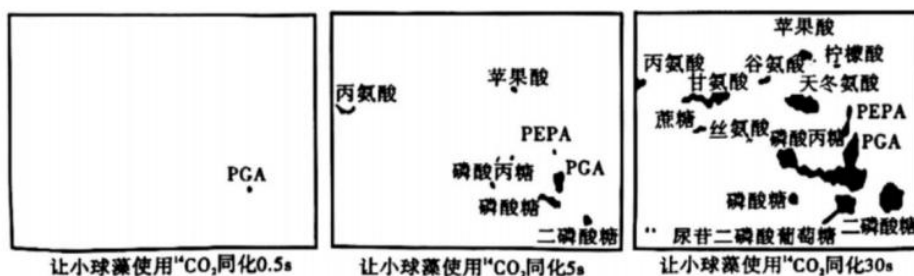 PGA
让小球藻使用¹⁴CO₂同化0.5s
丙氨酸
苹果酸
PEPA
磷酸丙糖
PGA
磷酸糖
二磷酸糖
让小球藻使用¹⁴CO₂同化5s
苹果酸
丙氨酸
谷氨酸
柠檬酸
甘氨酸
天冬氨酸
PEPA
蔗糖
丝氨酸
磷酸丙糖
PGA
磷酸糖
二磷酸糖
尿苷二磷酸葡萄糖
让小球藻使用¹⁴CO₂同化30s